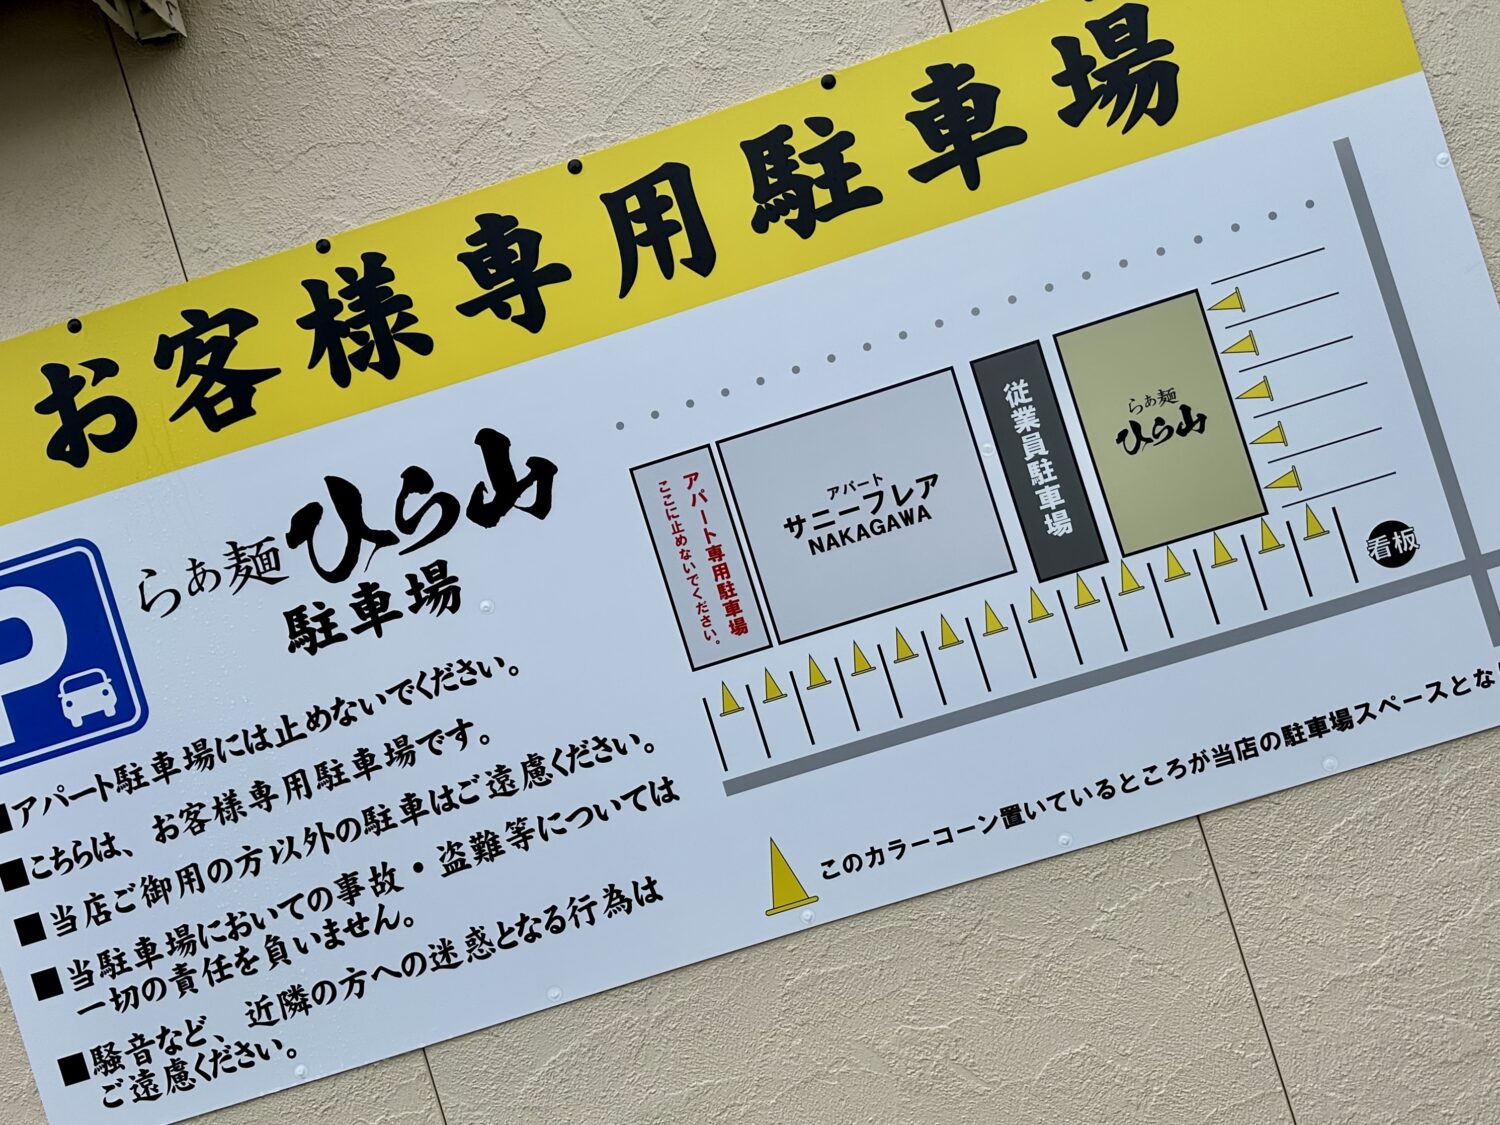 お客様専用駐車場
P
らぁ麺ひら山
駐車場
■アパート駐車場には止めないでください。
■こちらは、お客様専用駐車場です。
■当店ご御用の方以外の駐車はご遠慮ください。
■当駐車場においての事故・盗難等については
一切の責任を負いません。
■騒音など、近隣の方への迷惑となる行為は
ご遠慮ください。
アパート専用駐車場
ここに止めないでください。
アパート
サニーフレア
NAKAGAWA
従業員駐車場
らぁ麺
ひら山
看板
このカラーコーン置いているところが当店の駐車場スペースとな